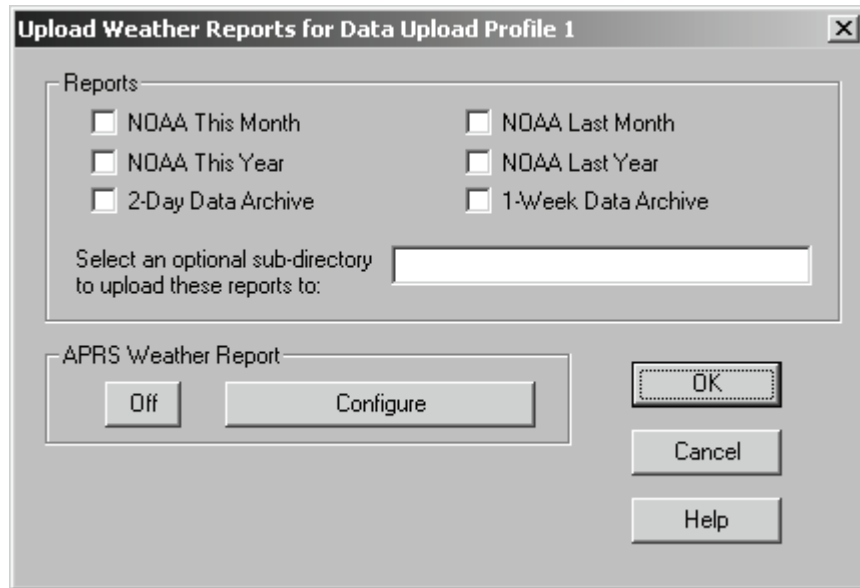 Upload Weather Reports for Data Upload Profile 1
Reports
NOAA This Month
NOAA Last Month
NOAA This Year
NOAA Last Year
2-Day Data Archive
1-Week Data Archive
Select an optional sub-directory
to upload these reports to:
APRS Weather Report
Off
Configure
OK
Cancel
Help